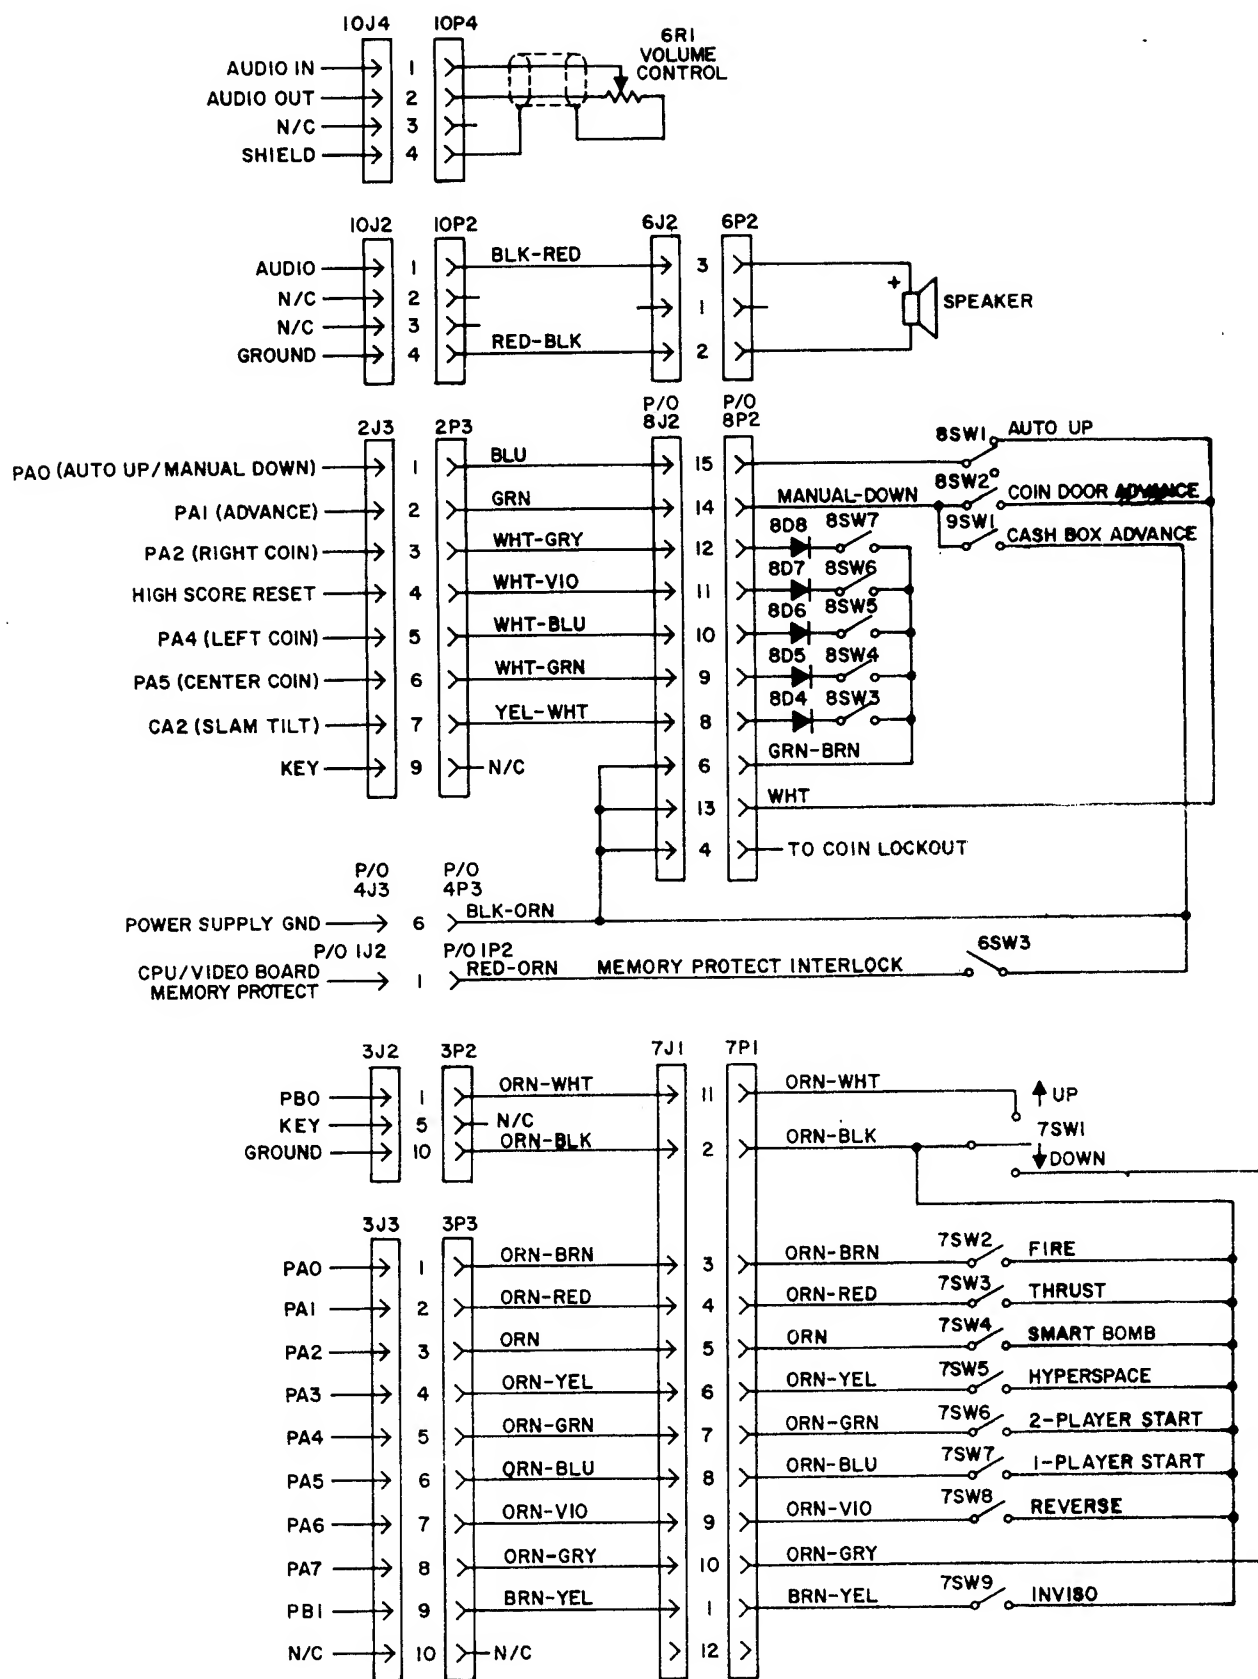 10J4 10P4
6R1
VOLUME
CONTROL
AUDIO IN 1
AUDIO OUT 2
N/C 3
SHIELD 4
10J2 10P2 6J2 6P2
AUDIO 1 BLK-RED 3
+
N/C 2 1 SPEAKER
N/C 3
GROUND 4 RED-BLK 2
P/O P/O
8J2 8P2
2J3 2P3 8SW1 AUTO UP
PA0 (AUTO UP/MANUAL DOWN) 1 BLU 15
8SW2
PA1 (ADVANCE) 2 GRN 14 MANUAL-DOWN COIN DOOR ADVANCE
9SW1 CASH BOX ADVANCE
PA2 (RIGHT COIN) 3 WHT-GRY 12 8D8 8SW7
HIGH SCORE RESET 4 WHT-VIO 11 8D7 8SW6
PA4 (LEFT COIN) 5 WHT-BLU 10 8D6 8SW5
PA5 (CENTER COIN) 6 WHT-GRN 9 8D5 8SW4
CA2 (SLAM TILT) 7 YEL-WHT 8 8D4 8SW3
KEY 9 N/C 6 GRN-BRN
13 WHT
4 TO COIN LOCKOUT
P/O P/O
4J3 4P3
POWER SUPPLY GND 6 BLK-ORN
P/O 1J2 P/O 1P2 6SW3
CPU/VIDEO BOARD 1 RED-ORN MEMORY PROTECT INTERLOCK
MEMORY PROTECT
3J2 3P2 7J1 7P1
PB0 1 ORN-WHT 11 ORN-WHT UP
KEY 5 N/C
7SW1
GROUND 10 ORN-BLK 2 ORN-BLK DOWN
3J3 3P3
PA0 1 ORN-BRN 3 ORN-BRN 7SW2 FIRE
PA1 2 ORN-RED 4 ORN-RED 7SW3 THRUST
PA2 3 ORN 5 ORN 7SW4 SMART BOMB
PA3 4 ORN-YEL 6 ORN-YEL 7SW5 HYPERSPACE
PA4 5 ORN-GRN 7 ORN-GRN 7SW6 2-PLAYER START
PA5 6 ORN-BLU 8 ORN-BLU 7SW7 1-PLAYER START
PA6 7 ORN-VIO 9 ORN-VIO 7SW8 REVERSE
PA7 8 ORN-GRY 10 ORN-GRY
PB1 9 BRN-YEL 1 BRN-YEL 7SW9 INVISO
N/C 10 N/C 12